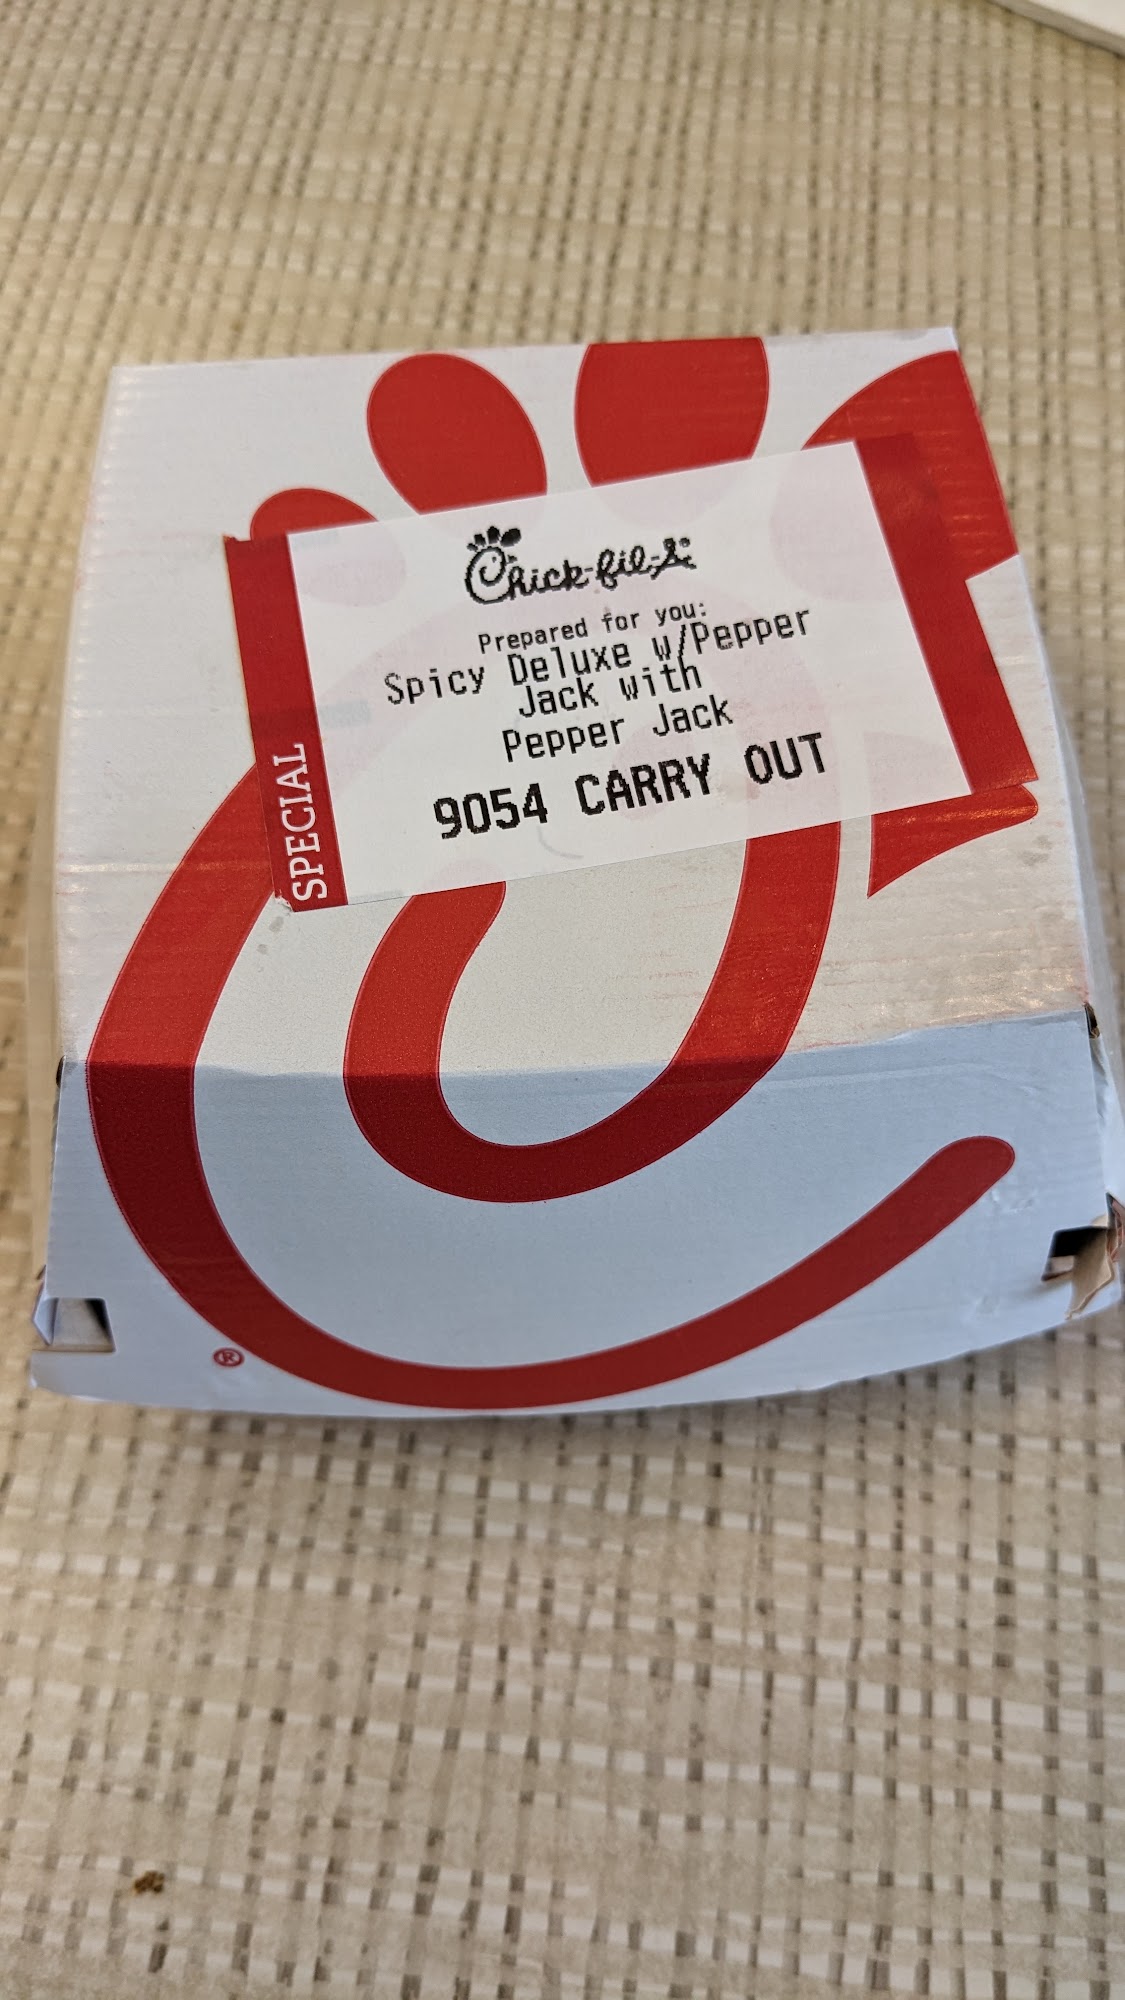 Chick-fil-A
Prepared for you:
Spicy Deluxe w/Pepper
Jack with
Pepper Jack
9054 CARRY OUT
SPECIAL
®